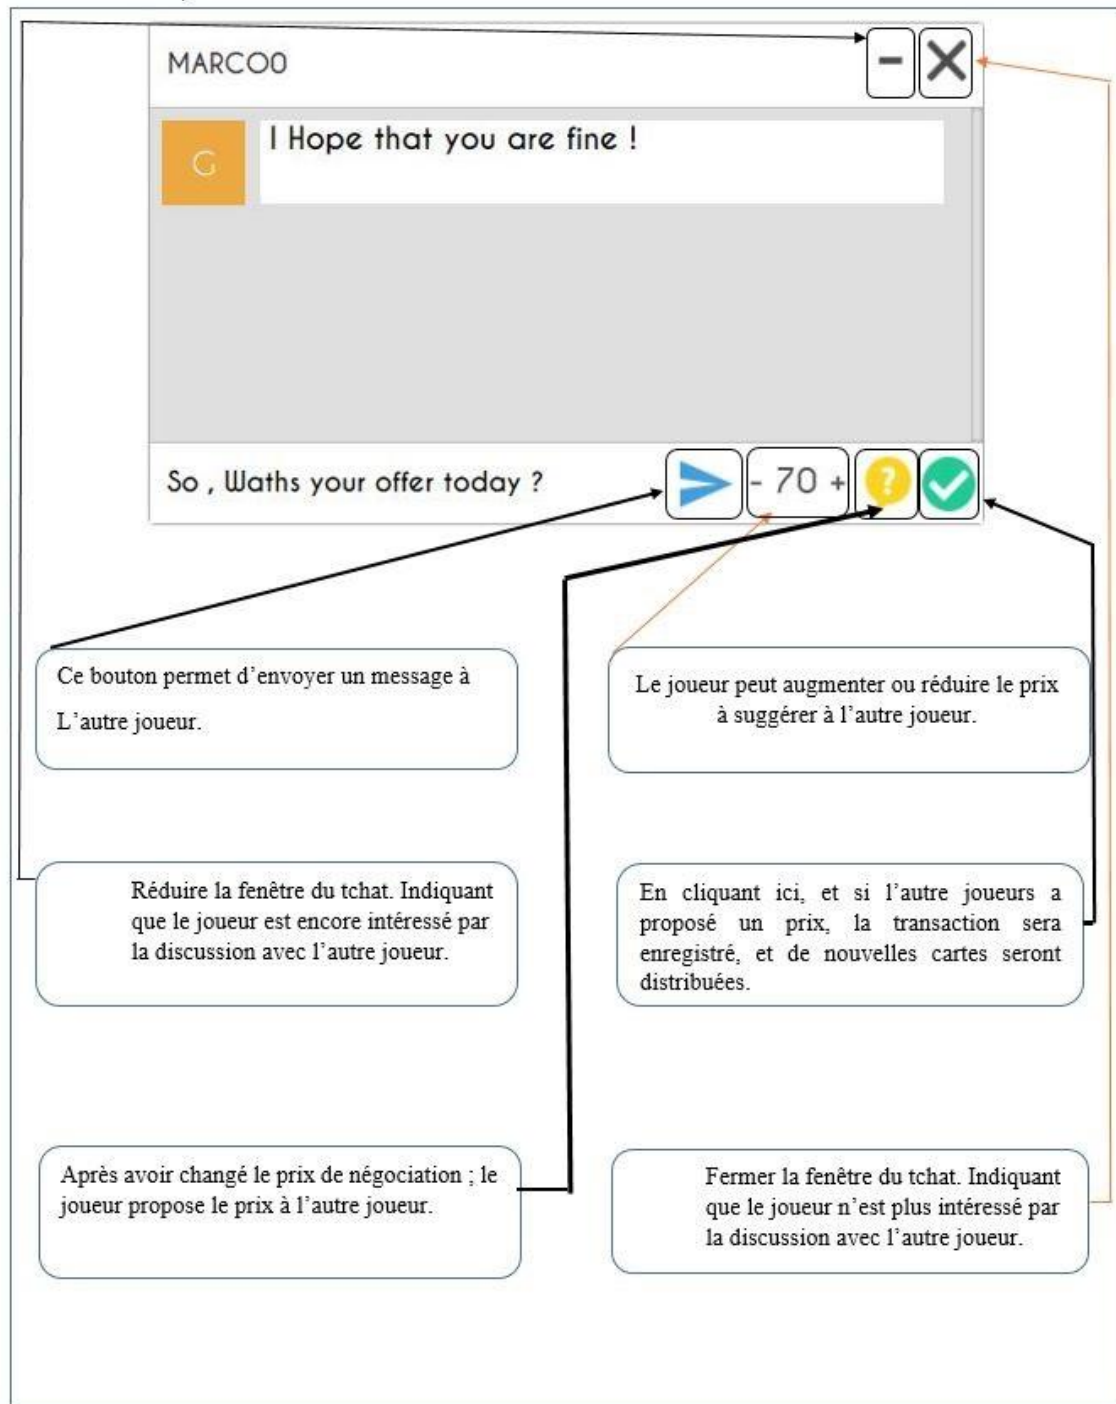 MARCO0
G
I Hope that you are fine !
So , Waths your offer today ?
- 70 +
?
Ce bouton permet d’envoyer un message à
L’autre joueur.
Le joueur peut augmenter ou réduire le prix
à suggérer à l’autre joueur.
Réduire la fenêtre du tchat. Indiquant
que le joueur est encore intéressé par
la discussion avec l’autre joueur.
En cliquant ici, et si l’autre joueurs a
proposé un prix, la transaction sera
enregistré, et de nouvelles cartes seront
distribuées.
Après avoir changé le prix de négociation ; le
joueur propose le prix à l’autre joueur.
Fermer la fenêtre du tchat. Indiquant
que le joueur n’est plus intéressé par
la discussion avec l’autre joueur.